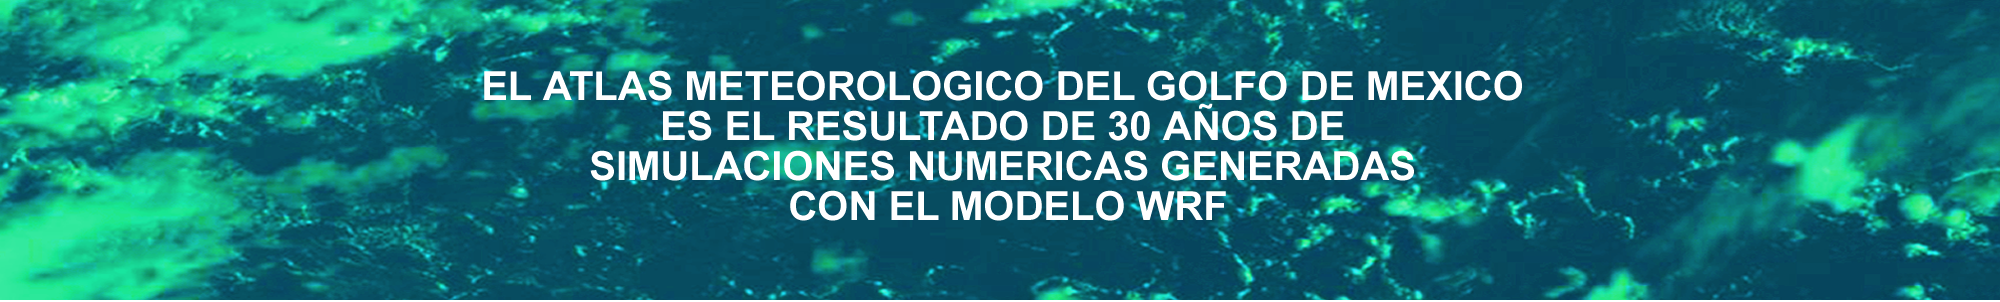 EL ATLAS METEOROLOGICO DEL GOLFO DE MEXICO
ES EL RESULTADO DE 30 AÑOS DE
SIMULACIONES NUMERICAS GENERADAS
CON EL MODELO WRF